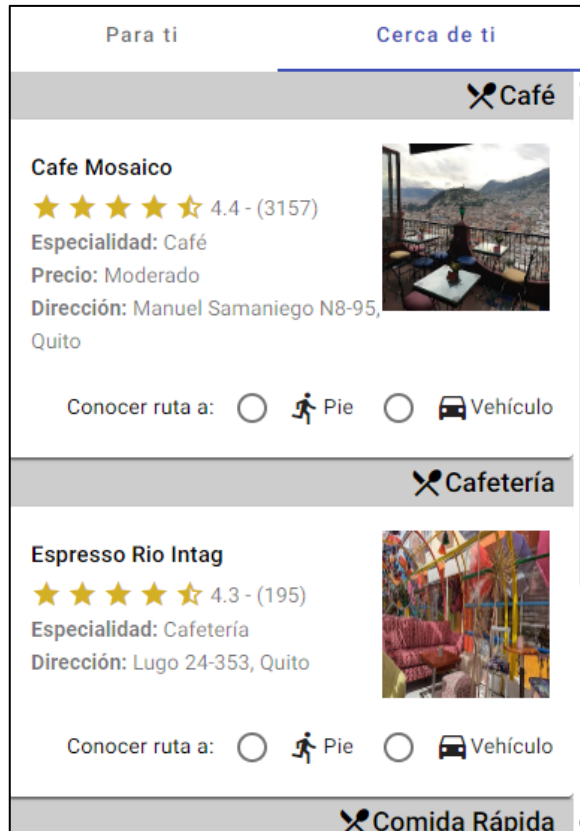 Para ti
Cerca de ti
Café
Cafe Mosaico
4.4 - (3157)
Especialidad: Café
Precio: Moderado
Dirección: Manuel Samaniego N8-95,
Quito
Conocer ruta a: Pie Vehículo
Cafetería
Espresso Rio Intag
4.3 - (195)
Especialidad: Cafetería
Dirección: Lugo 24-353, Quito
Conocer ruta a: Pie Vehículo
Comida Rápida